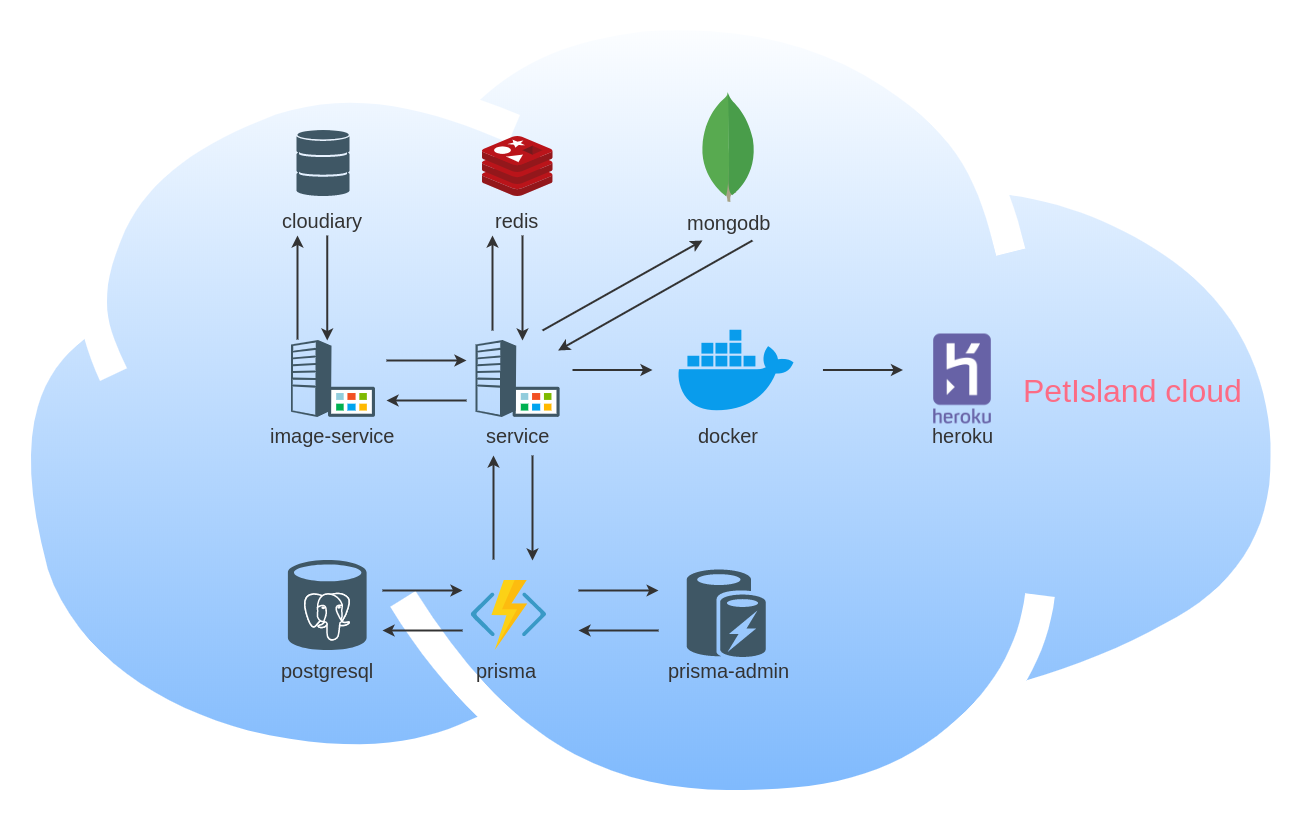 cloudiary
redis
mongodb
image-service
service
docker
heroku
heroku
PetIsland cloud
postgresql
prisma
prisma-admin